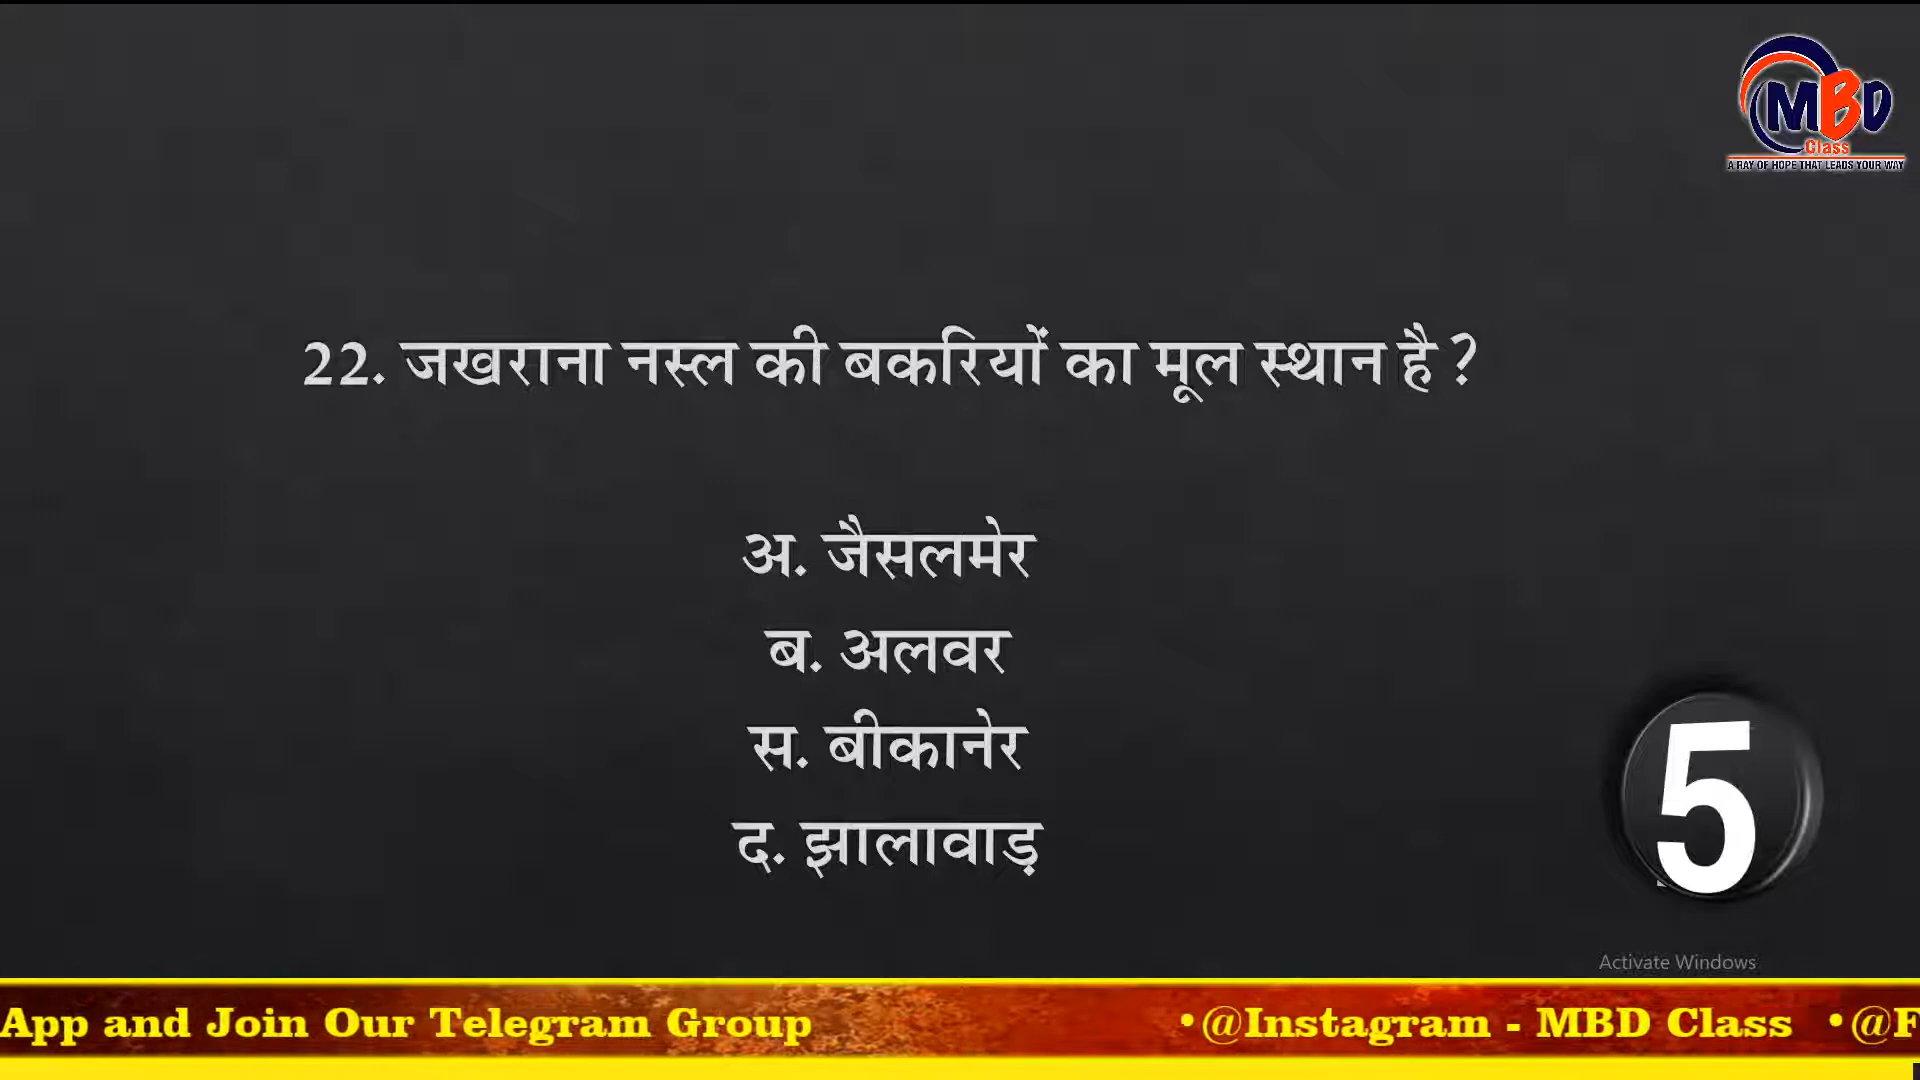 MBD
Class
A RAY OF HOPE THAT LEADS YOUR WAY
22. जखराना नस्ल की बकरियों का मूल स्थान है ?
अ. जैसलमेर
ब. अलवर
स. बीकानेर
द. झालावाड़
5
Activate Windows
App and Join Our Telegram Group •@Instagram - MBD Class •@F